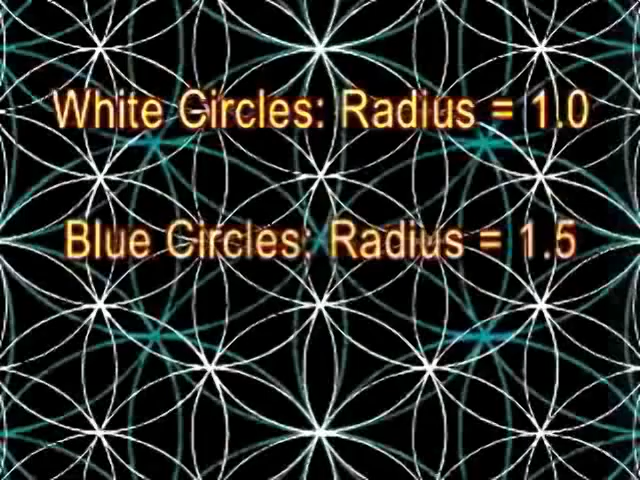 White Circles: Radius = 1.0
Blue Circles: Radius = 1.5